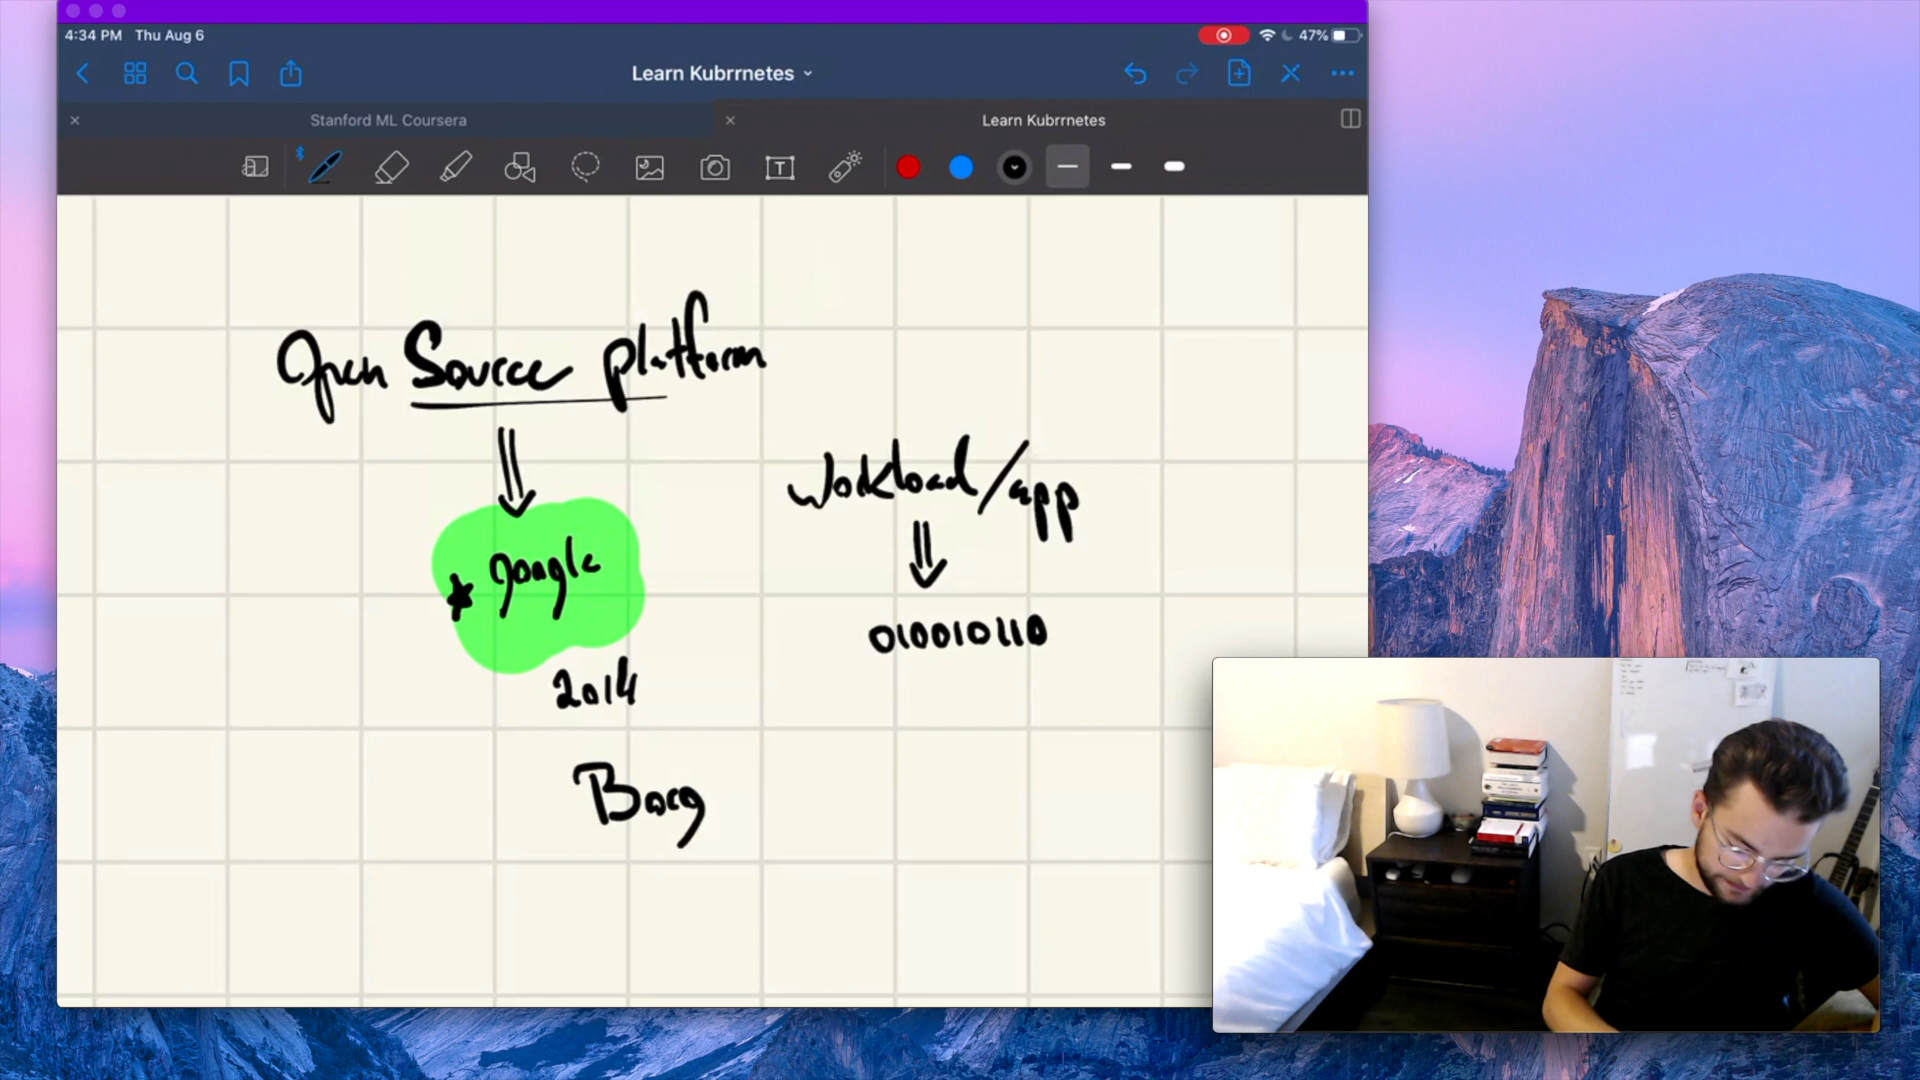 4:34 PM Thu Aug 6
47%
Learn Kubrrnetes
Stanford ML Coursera
Learn Kubrrnetes
T
Open Source platform
Workload/app
* Google
010010110
2014
Borg